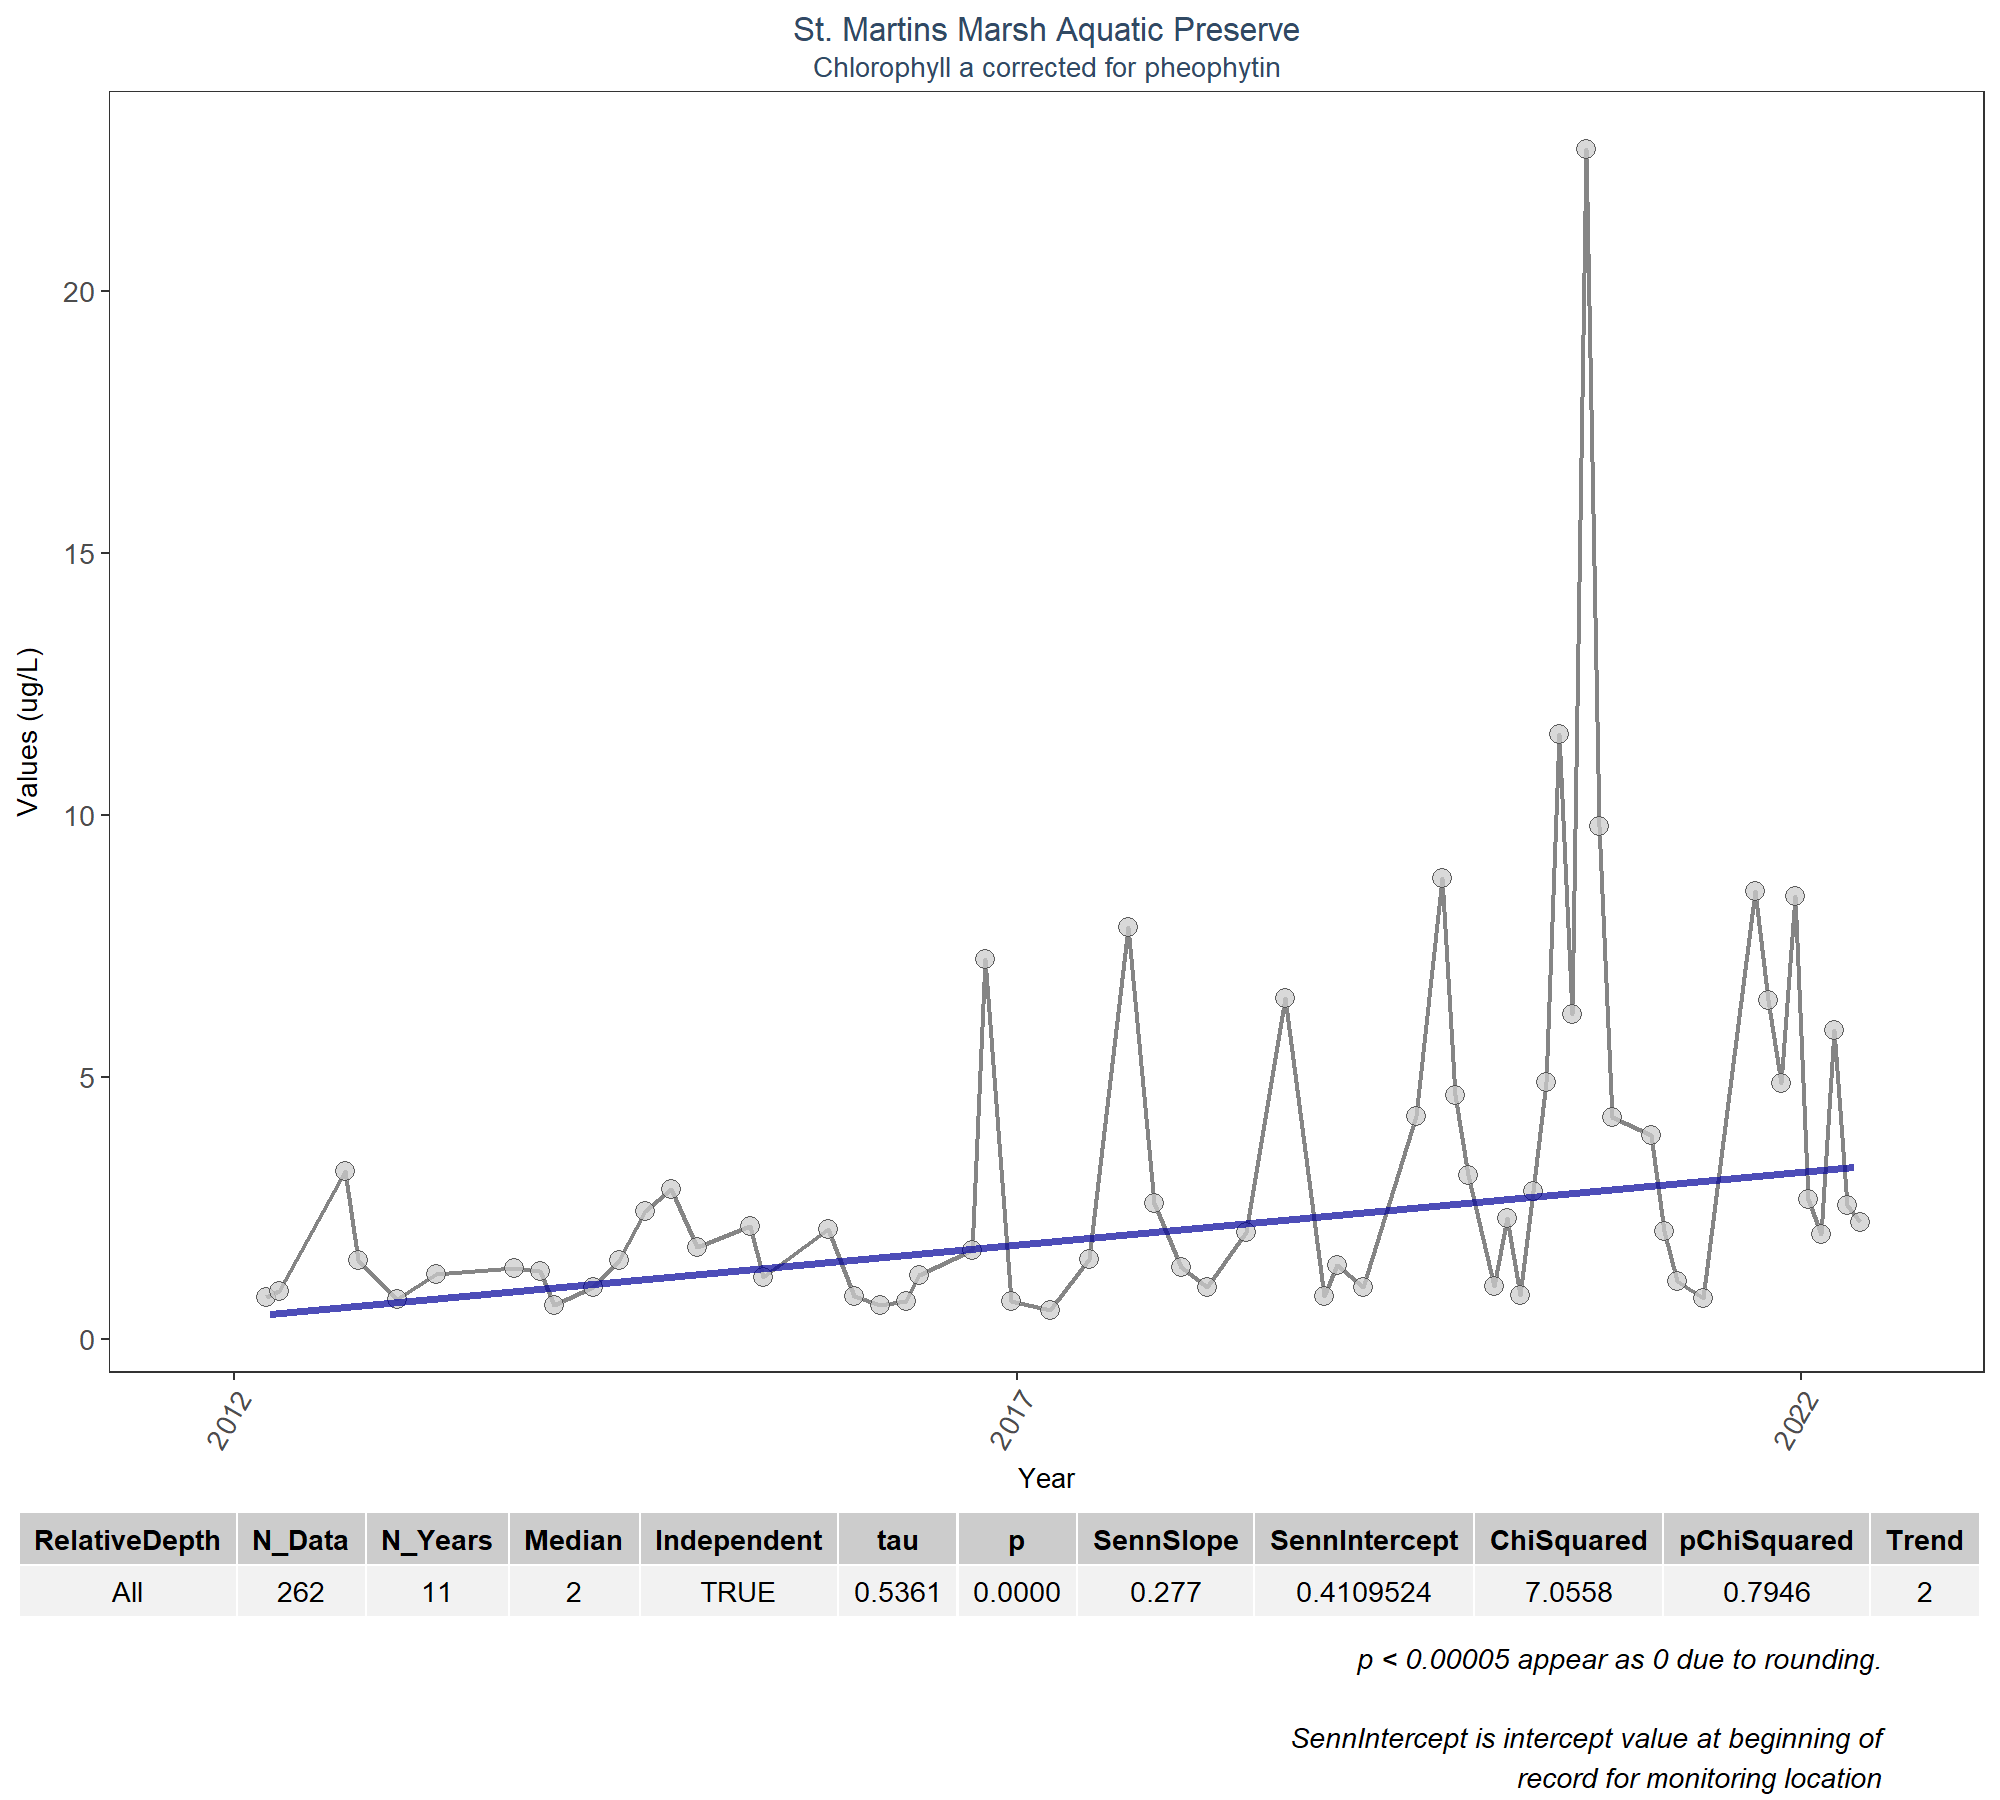 St. Martins Marsh Aquatic Preserve
Chlorophyll a corrected for pheophytin
20
15
10
5
0
Values (ug/L)
2012
2017
2022
Year
RelativeDepth N_Data N_Years Median Independent tau p SennSlope SennIntercept ChiSquared pChiSquared Trend
All 262 11 2 TRUE 0.5361 0.0000 0.277 0.4109524 7.0558 0.7946 2
p < 0.00005 appear as 0 due to rounding.
SennIntercept is intercept value at beginning of
record for monitoring location